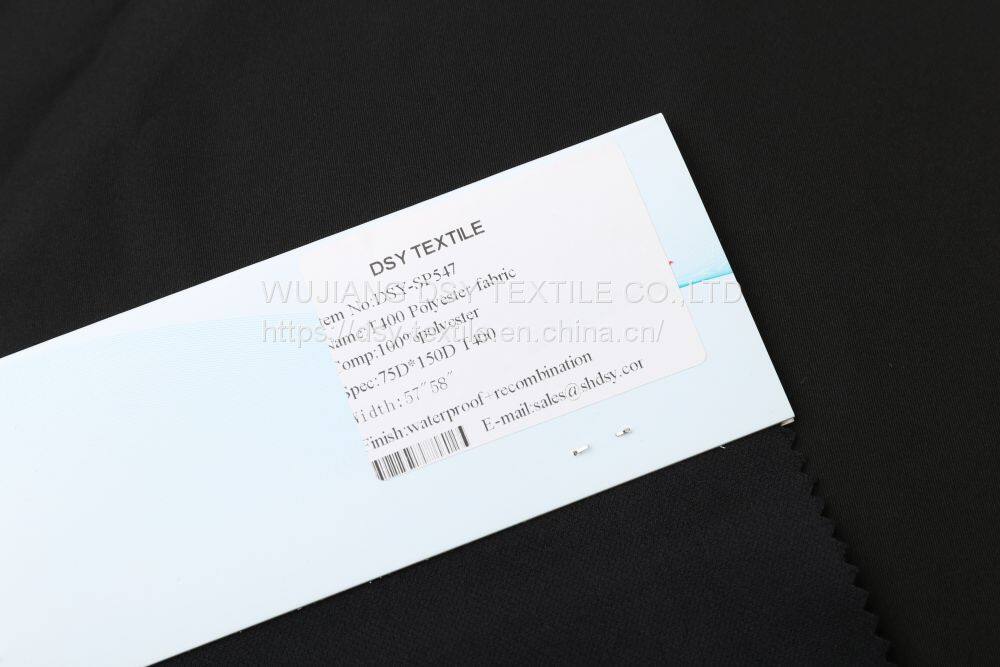 DSY TEXTILE
tem No:DSY-SP547
Name:T400 Polyester fabric
Comp:100%polyester
Spec:75D*150D T400
Width:57"58"
Finish:waterproof+recombination
E-mail:sales@shdsy.cor
WUJIANG DSY TEXTILE CO.,LTD
https://dsy-textile.en.china.cn/